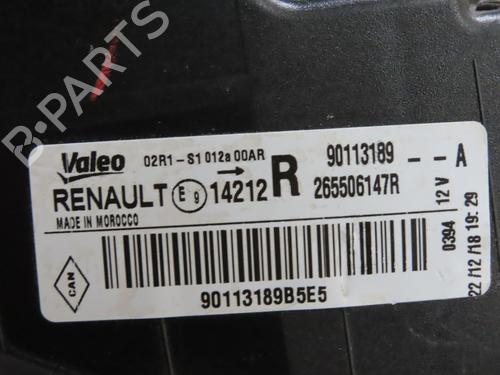 B-PARTS
Valeo 02R1-S1 012a 00AR 90113189 -- A
RENAULT E9 14212 R 265506147R
MADE IN MOROCCO
CAN
90113189B5E5
0394 12 V
22/12/18 19:29